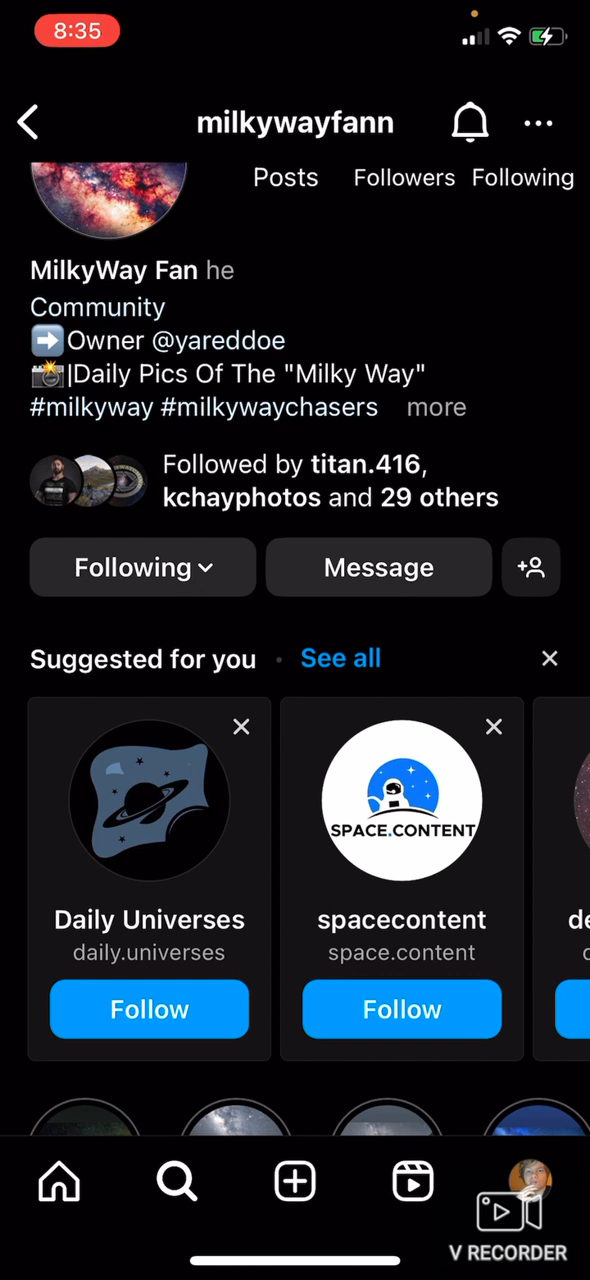 8:35
milkywayfann
Posts Followers Following
MilkyWay Fan he
Community
➡️Owner @yareddoe
📸|Daily Pics Of The "Milky Way"
#milkyway #milkywaychasers more
Followed by titan.416,
kchayphotos and 29 others
Following Message
Suggested for you · See all
SPACE.CONTENT
Daily Universes spacecontent de
daily.universes space.content
Follow Follow
V RECORDER